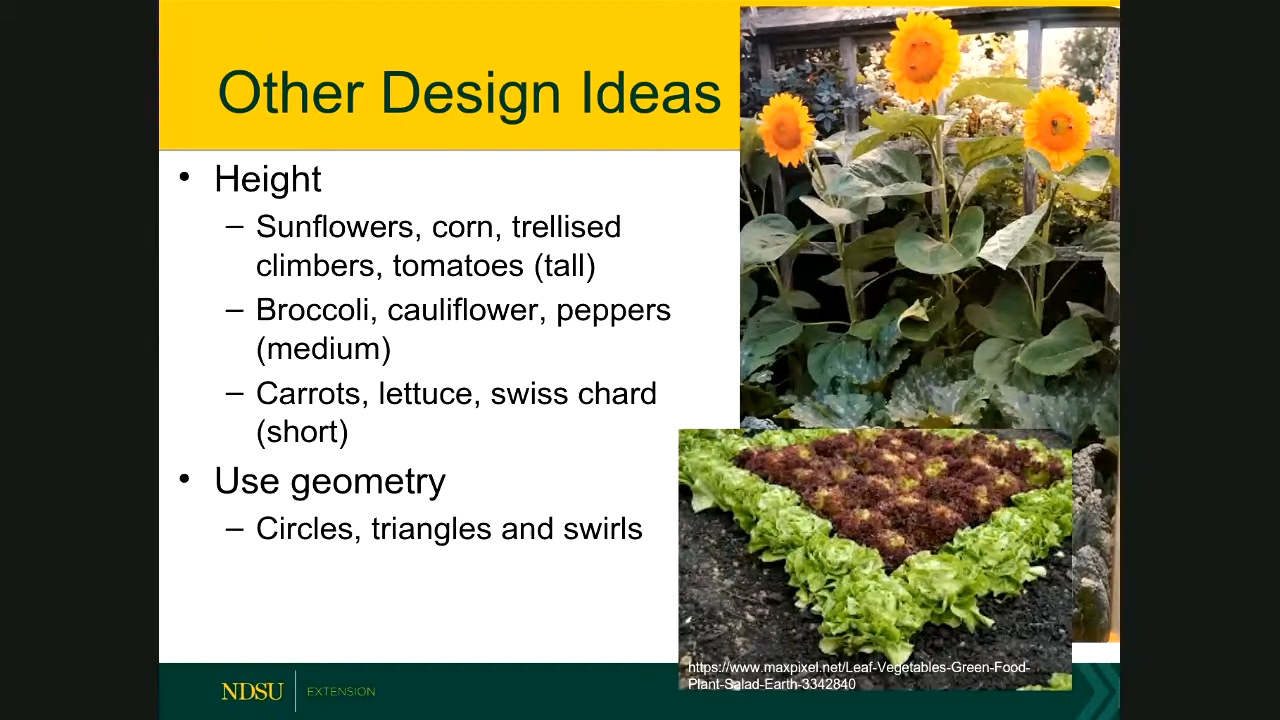 Other Design Ideas
• Height
– Sunflowers, corn, trellised
climbers, tomatoes (tall)
– Broccoli, cauliflower, peppers
(medium)
– Carrots, lettuce, swiss chard
(short)
• Use geometry
– Circles, triangles and swirls
https://www.maxpixel.net/Leaf-Vegetables-Green-Food-
Plant-Salad-Earth-3342840
NDSU EXTENSION